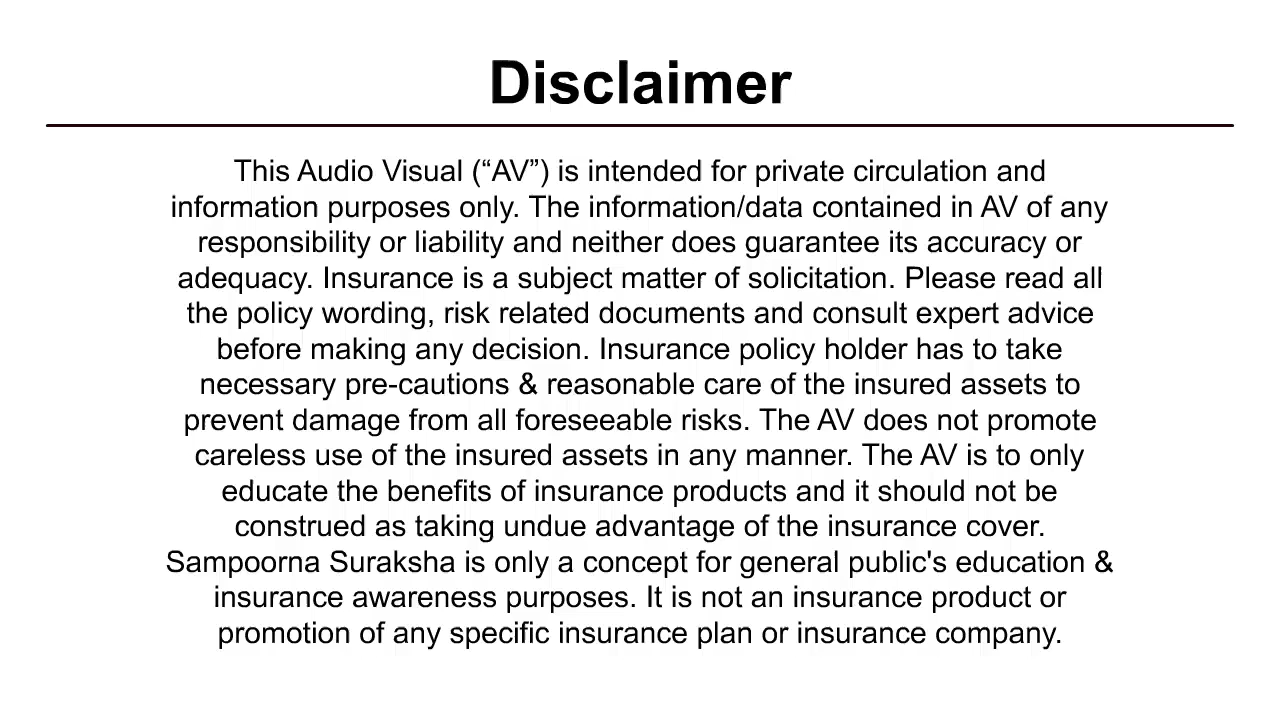 Disclaimer
This Audio Visual (“AV”) is intended for private circulation and
information purposes only. The information/data contained in AV of any
responsibility or liability and neither does guarantee its accuracy or
adequacy. Insurance is a subject matter of solicitation. Please read all
the policy wording, risk related documents and consult expert advice
before making any decision. Insurance policy holder has to take
necessary pre-cautions & reasonable care of the insured assets to
prevent damage from all foreseeable risks. The AV does not promote
careless use of the insured assets in any manner. The AV is to only
educate the benefits of insurance products and it should not be
construed as taking undue advantage of the insurance cover.
Sampoorna Suraksha is only a concept for general public's education &
insurance awareness purposes. It is not an insurance product or
promotion of any specific insurance plan or insurance company.